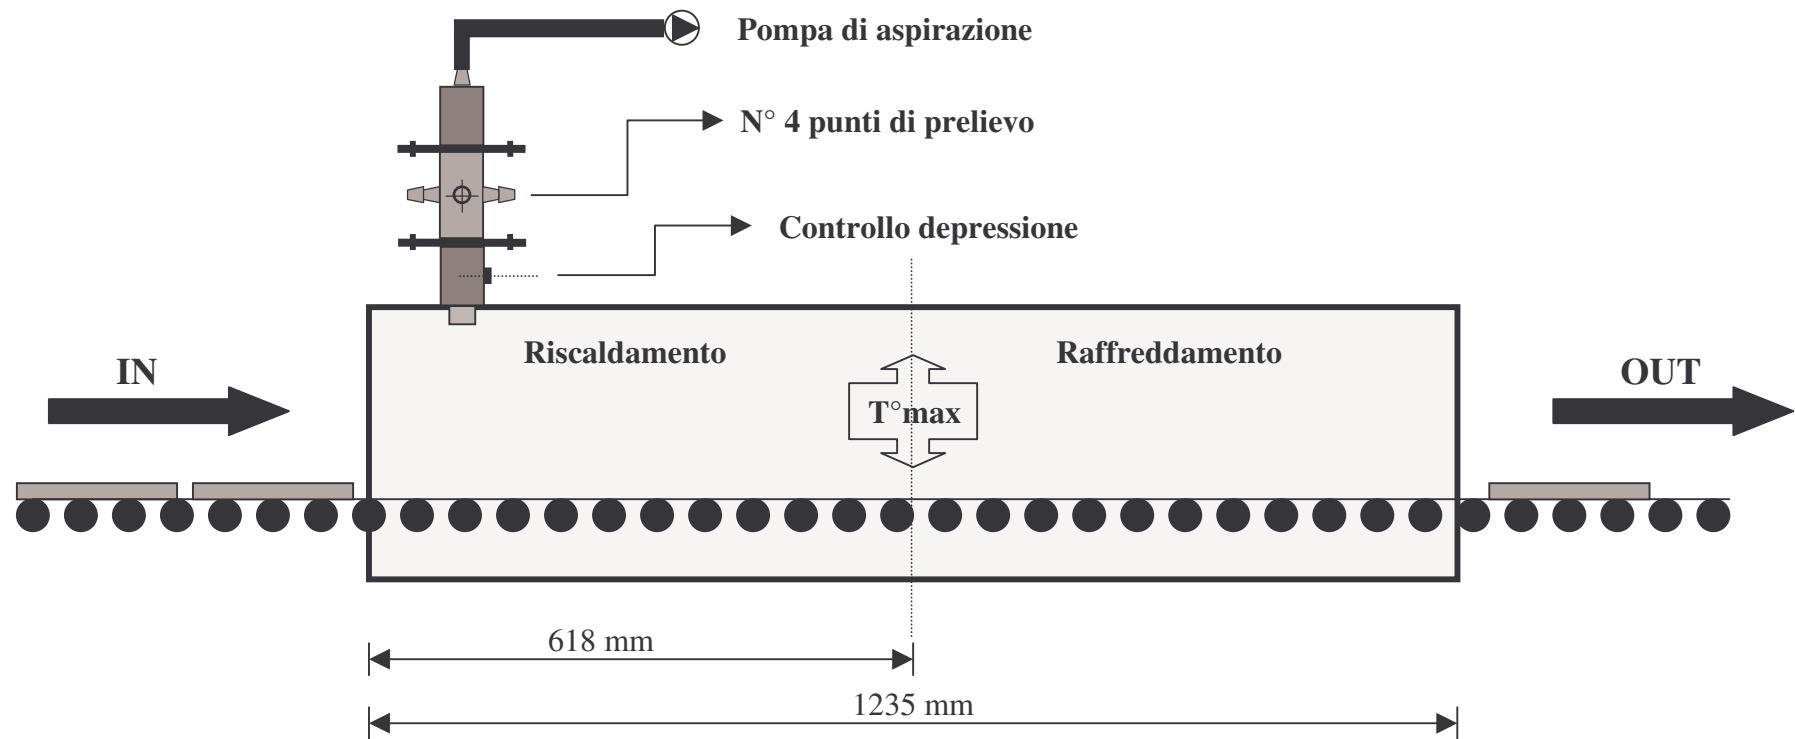 Pompa di aspirazione
N° 4 punti di prelievo
Controllo depressione
Riscaldamento
Raffreddamento
IN
OUT
T°max
618 mm
1235 mm